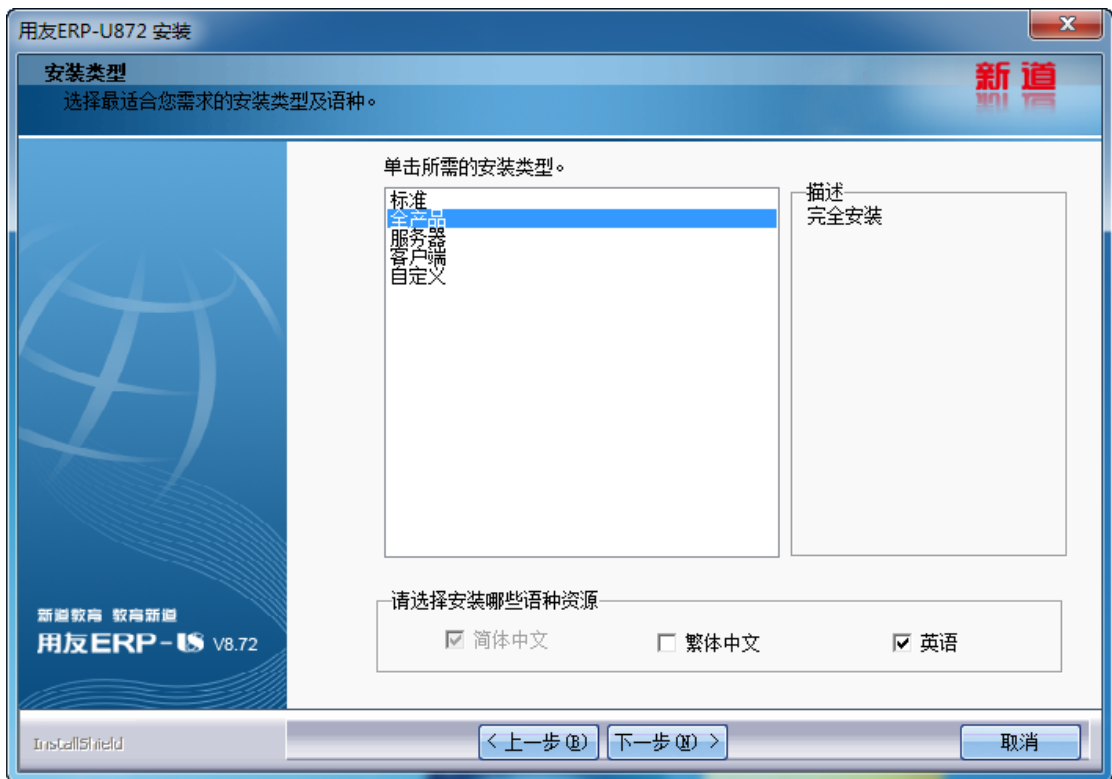 用友ERP-U872 安装
安装类型
选择最适合您需求的安装类型及语种。
新道
单击所需的安装类型。
标准
全产品
服务器
客户端
自定义
描述
完全安装
请选择安装哪些语种资源
简体中文
繁体中文
英语
新道教育 教育新道
用友ERP-U8 V8.72
InstallShield
< 上一步(B)
下一步(N) >
取消